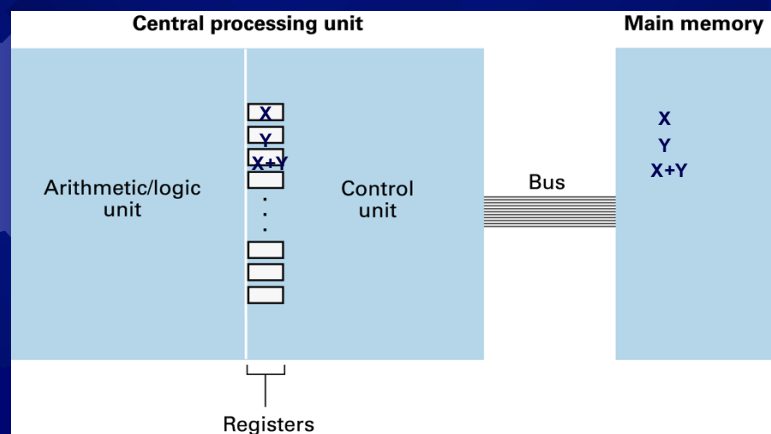 Central processing unit
Main memory
X
Y
X+Y
Arithmetic/logic
unit
Control
unit
Bus
X
Y
X+Y
Registers